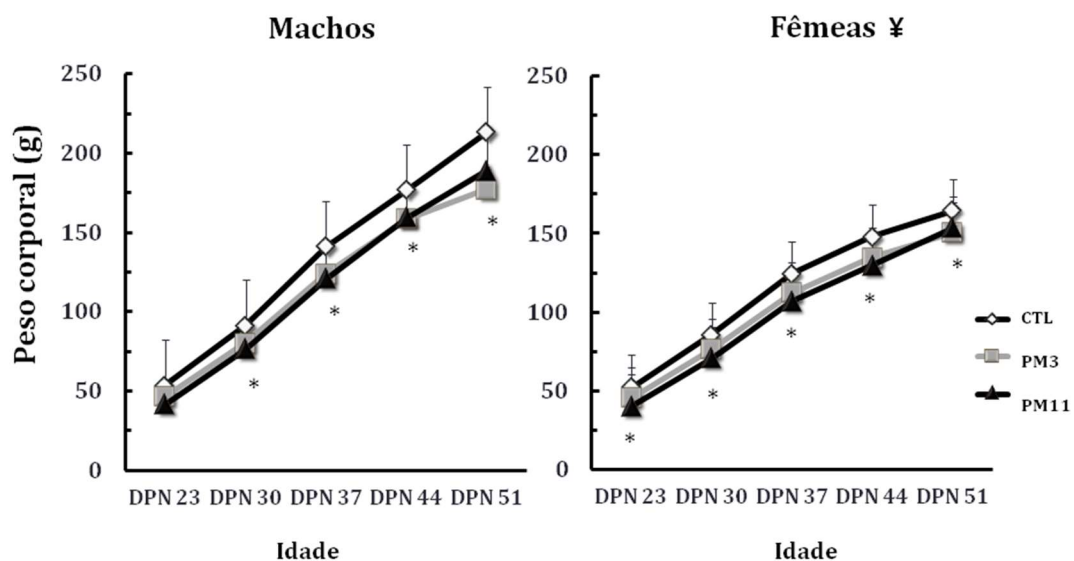 Machos
Fêmeas ¥
Peso corporal (g)
250
200
150
100
50
0
*
*
*
*
DPN 23 DPN 30 DPN 37 DPN 44 DPN 51
Idade
250
200
150
100
50
0
*
*
*
*
*
DPN 23 DPN 30 DPN 37 DPN 44 DPN 51
Idade
CTL
PM3
PM11